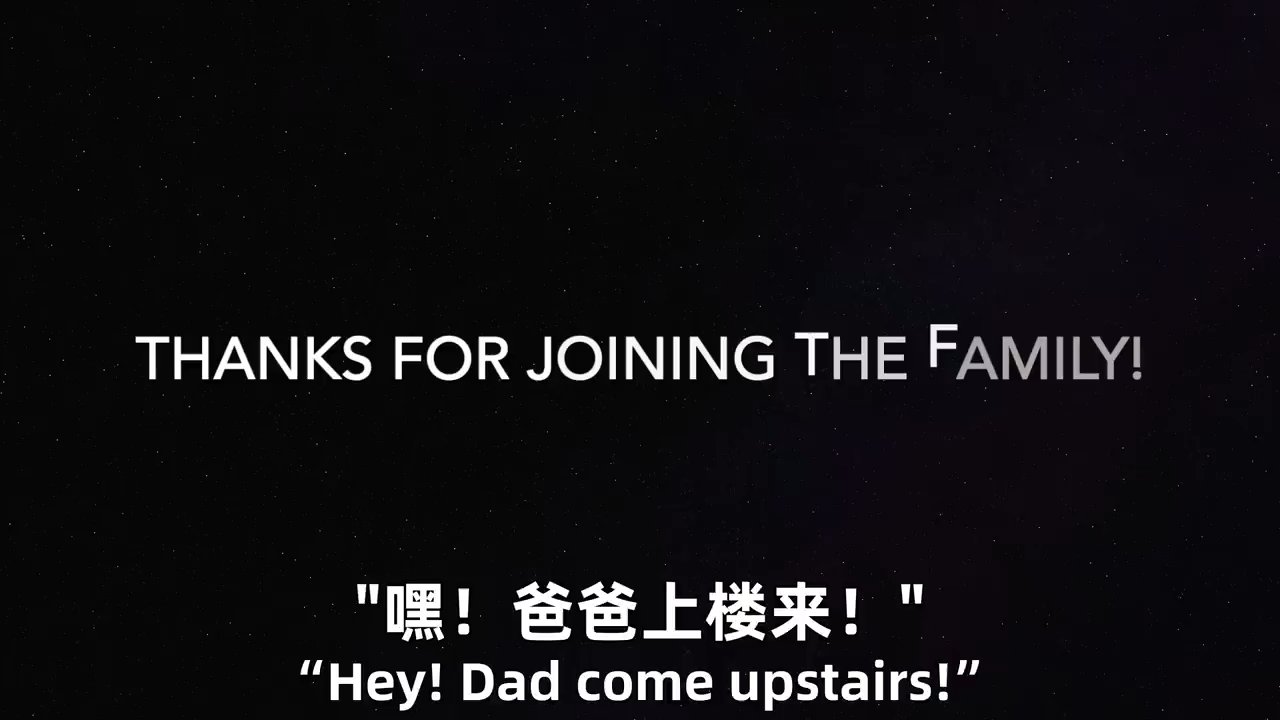 THANKS FOR JOINING THE FAMILY!
"嘿！爸爸上楼来！"
“Hey! Dad come upstairs!”